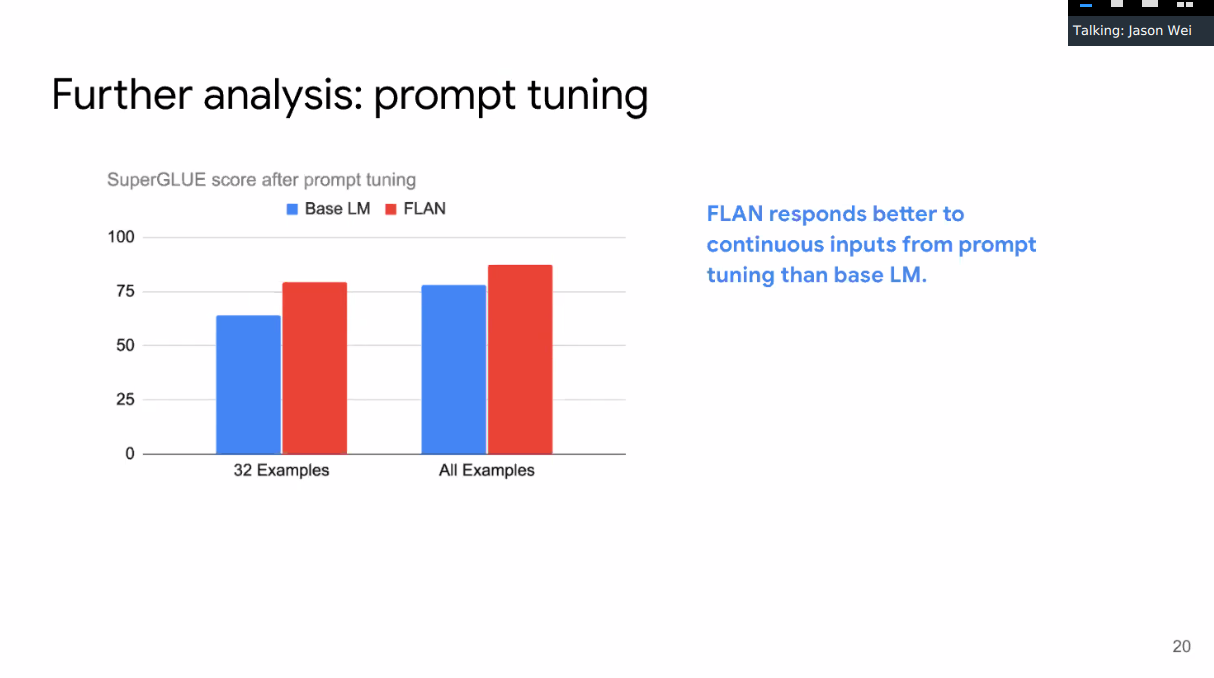 Talking: Jason Wei
Further analysis: prompt tuning
SuperGLUE score after prompt tuning
Base LM FLAN
100
75
50
25
0
32 Examples All Examples
FLAN responds better to
continuous inputs from prompt
tuning than base LM.
20